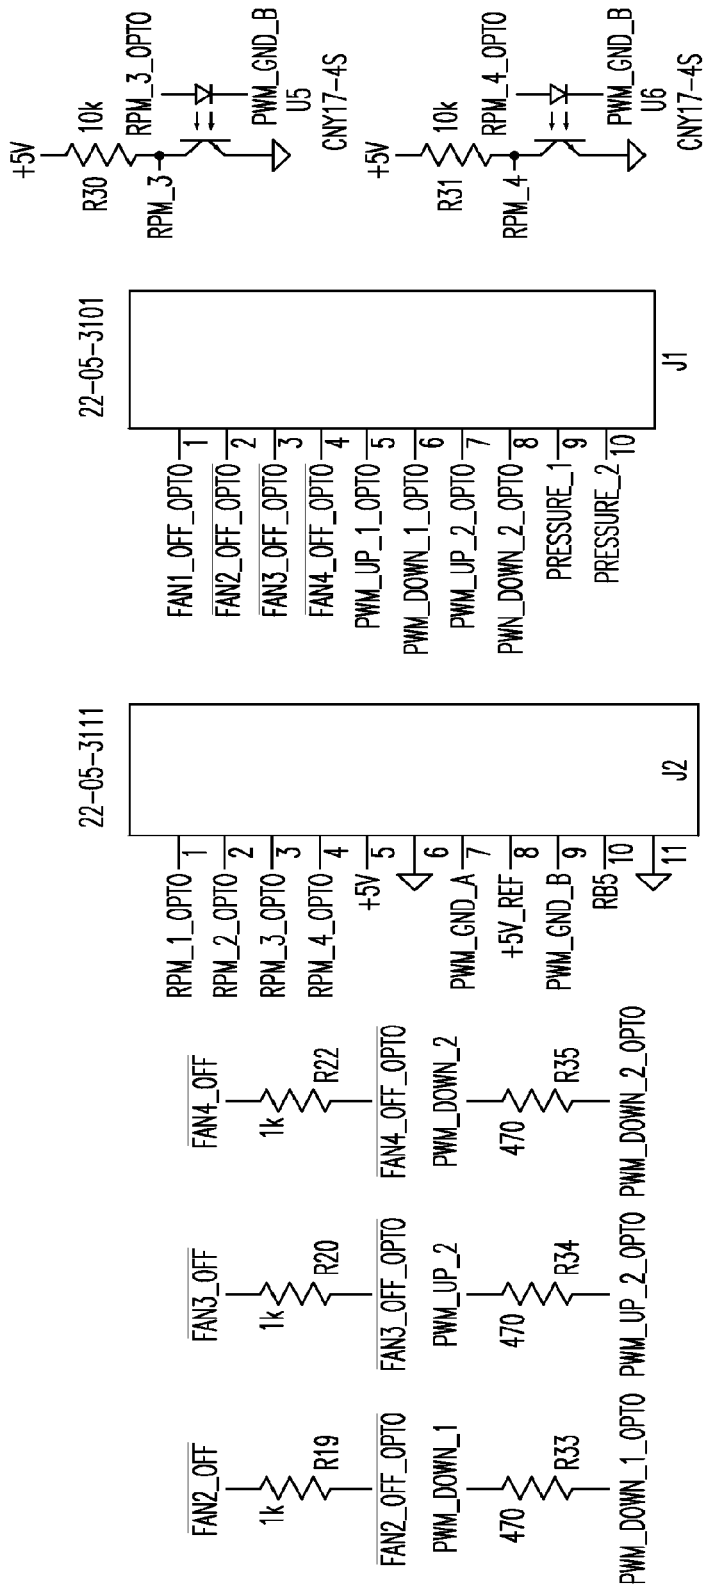 +5V
R30
10k
RPM_3
RPM_3_OPTO
PWM_GND_B
U5
CNY17-4S
+5V
R31
10k
RPM_4
RPM_4_OPTO
PWM_GND_B
U6
CNY17-4S
22-05-3101
FAN1_OFF_OPTO 1
FAN2_OFF_OPTO 2
FAN3_OFF_OPTO 3
FAN4_OFF_OPTO 4
PWM_UP_1_OPTO 5
PWM_DOWN_1_OPTO 6
PWM_UP_2_OPTO 7
PWN_DOWN_2_OPTO 8
PRESSURE_1 9
PRESSURE_2 10
J1
22-05-3111
RPM_1_OPTO 1
RPM_2_OPTO 2
RPM_3_OPTO 3
RPM_4_OPTO 4
+5V 5
6
PWM_GND_A 7
+5V_REF 8
PWM_GND_B 9
RB5 10
11
J2
FAN4_OFF
1k
R22
FAN4_OFF_OPTO
PWM_DOWN_2
470
R35
PWM_DOWN_2_OPTO
FAN3_OFF
1k
R20
FAN3_OFF_OPTO
PWM_UP_2
470
R34
PWM_UP_2_OPTO
FAN2_OFF
1k
R19
FAN2_OFF_OPTO
PWM_DOWN_1
470
R33
PWM_DOWN_1_OPTO